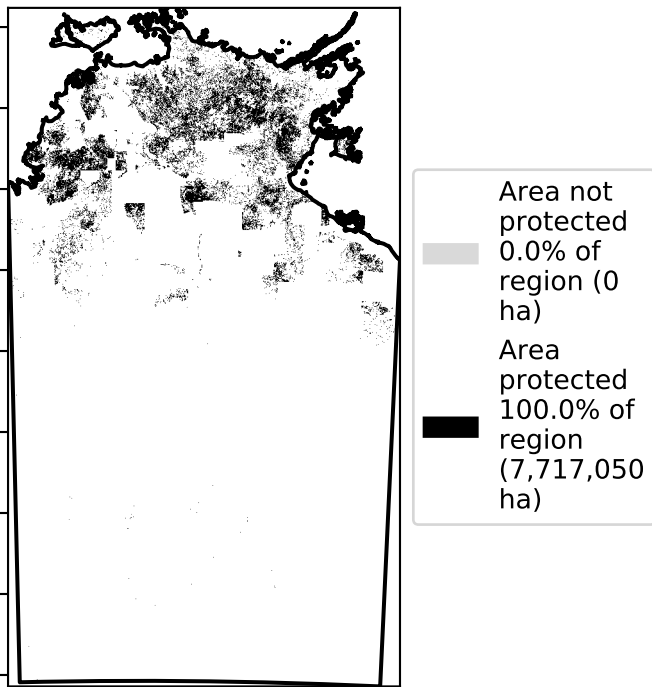 Area not
protected
0.0% of
region (0
ha)
Area
protected
100.0% of
region
(7,717,050
ha)